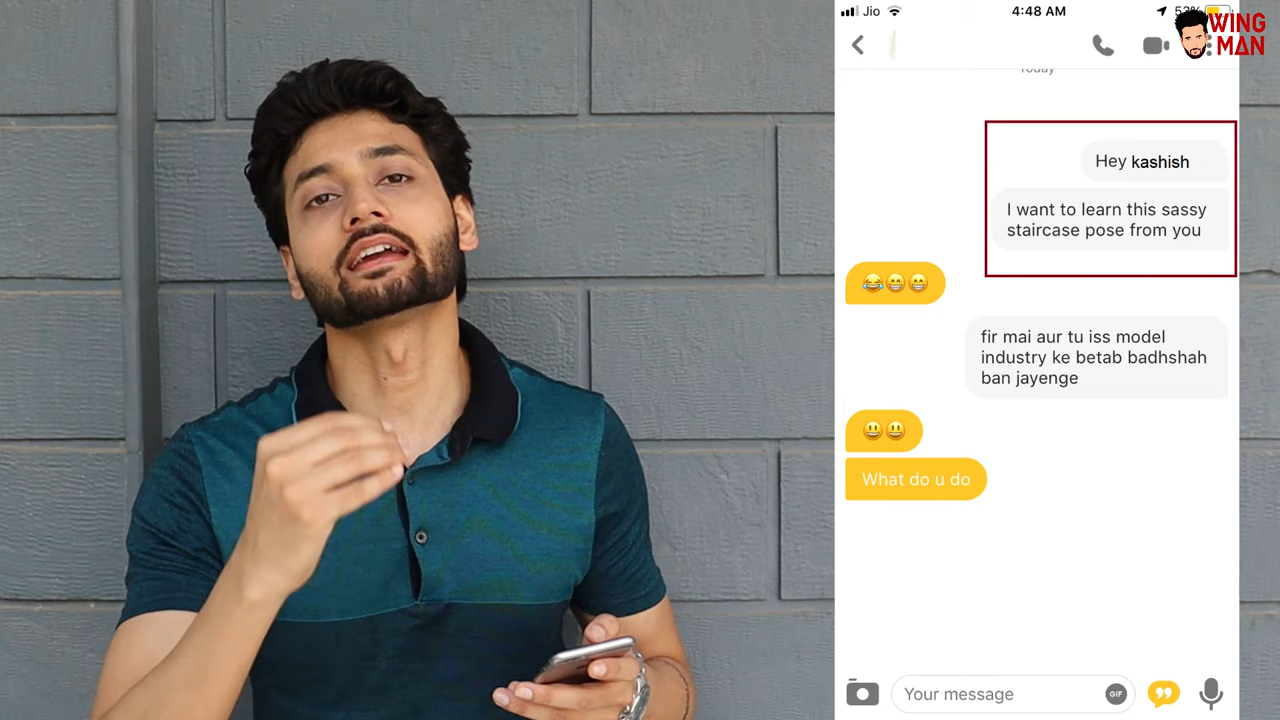 Jio
4:48 AM
53%
WING
MAN
Today
Hey kashish
I want to learn this sassy
staircase pose from you
fir mai aur tu iss model
industry ke betab badhshah
ban jayenge
What do u do
Your message
GIF